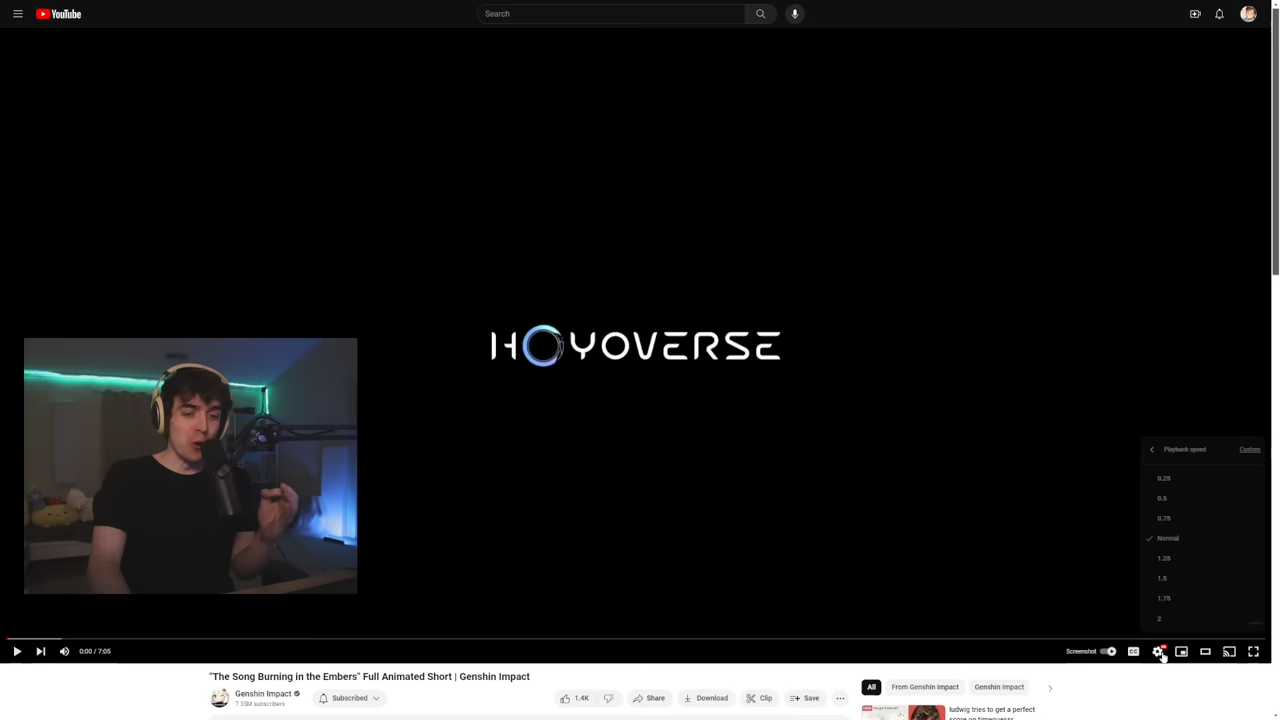 YouTube
Search
HOYOVERSE
Playback speed
Custom
0.25
0.5
0.75
Normal
1.25
1.5
1.75
2
0:00 / 7:05
Screenshot
"The Song Burning in the Embers" Full Animated Short | Genshin Impact
Genshin Impact
7.35M subscribers
Subscribed
1.4K
Share
Download
Clip
Save
All
From Genshin Impact
Genshin Impact
ludwig tries to get a perfect
score on timeguessr